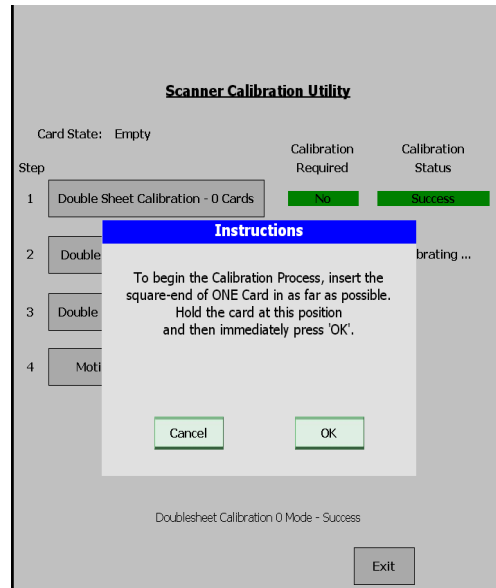 Scanner Calibration Utility
Card State: Empty
Calibration Required
Calibration Status
Step
1 Double Sheet Calibration - 0 Cards No Success
Instructions
2 Double brating ...
To begin the Calibration Process, insert the
square-end of ONE Card in as far as possible.
Hold the card at this position
and then immediately press 'OK'.
3 Double
4 Moti
Cancel OK
Doublesheet Calibration 0 Mode - Success
Exit